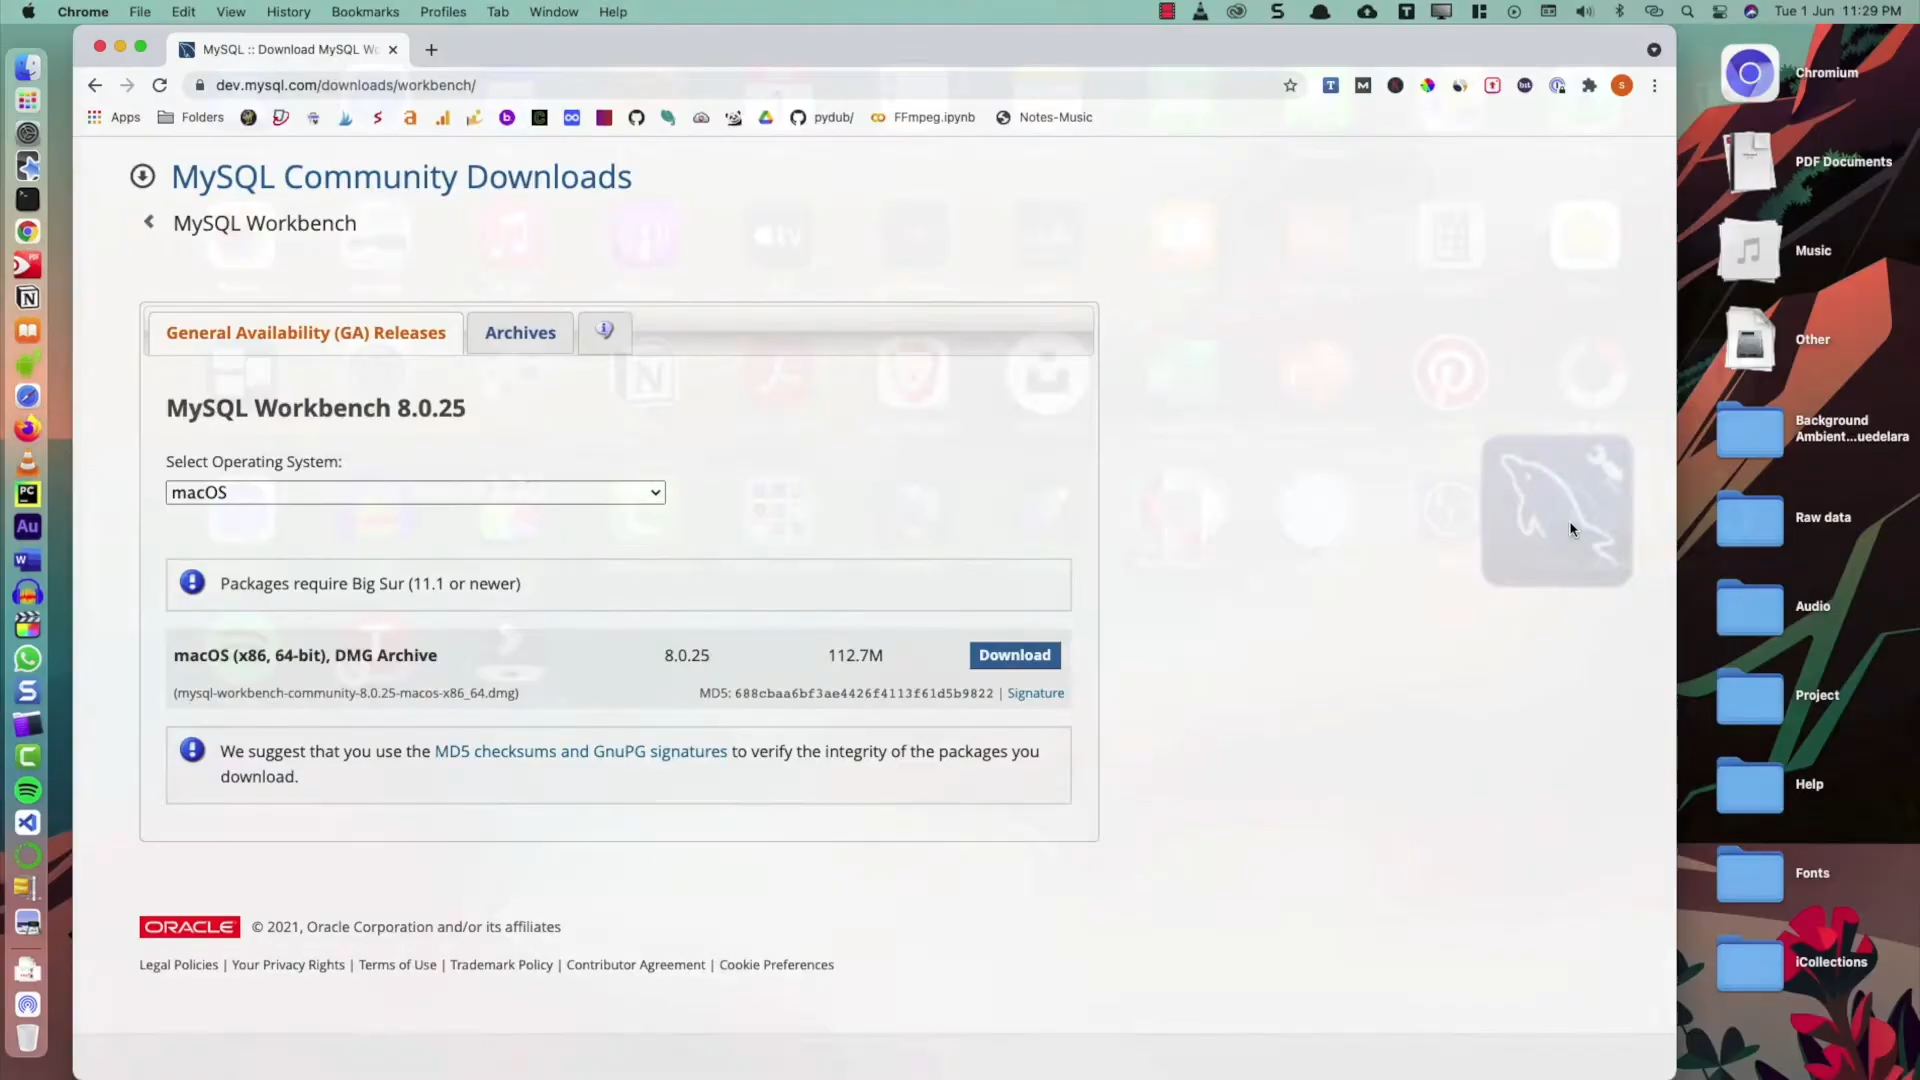 Chrome File Edit View History Bookmarks Profiles Tab Window Help
Tue 1 Jun 11:29 PM
MySQL :: Download MySQL Wo
dev.mysql.com/downloads/workbench/
Apps Folders pydub/ FFmpeg.ipynb Notes-Music
MySQL Community Downloads
MySQL Workbench
General Availability (GA) Releases
Archives
MySQL Workbench 8.0.25
Select Operating System:
macOS
Packages require Big Sur (11.1 or newer)
macOS (x86, 64-bit), DMG Archive 8.0.25 112.7M Download
(mysql-workbench-community-8.0.25-macos-x86_64.dmg) MD5: 688cbaa6bf3ae4426f4113f61d5b9822 | Signature
We suggest that you use the MD5 checksums and GnuPG signatures to verify the integrity of the packages you
download.
ORACLE © 2021, Oracle Corporation and/or its affiliates
Legal Policies | Your Privacy Rights | Terms of Use | Trademark Policy | Contributor Agreement | Cookie Preferences
Chromium
PDF Documents
Music
Other
Background
Ambient...uedelara
Raw data
Audio
Project
Help
Fonts
iCollections